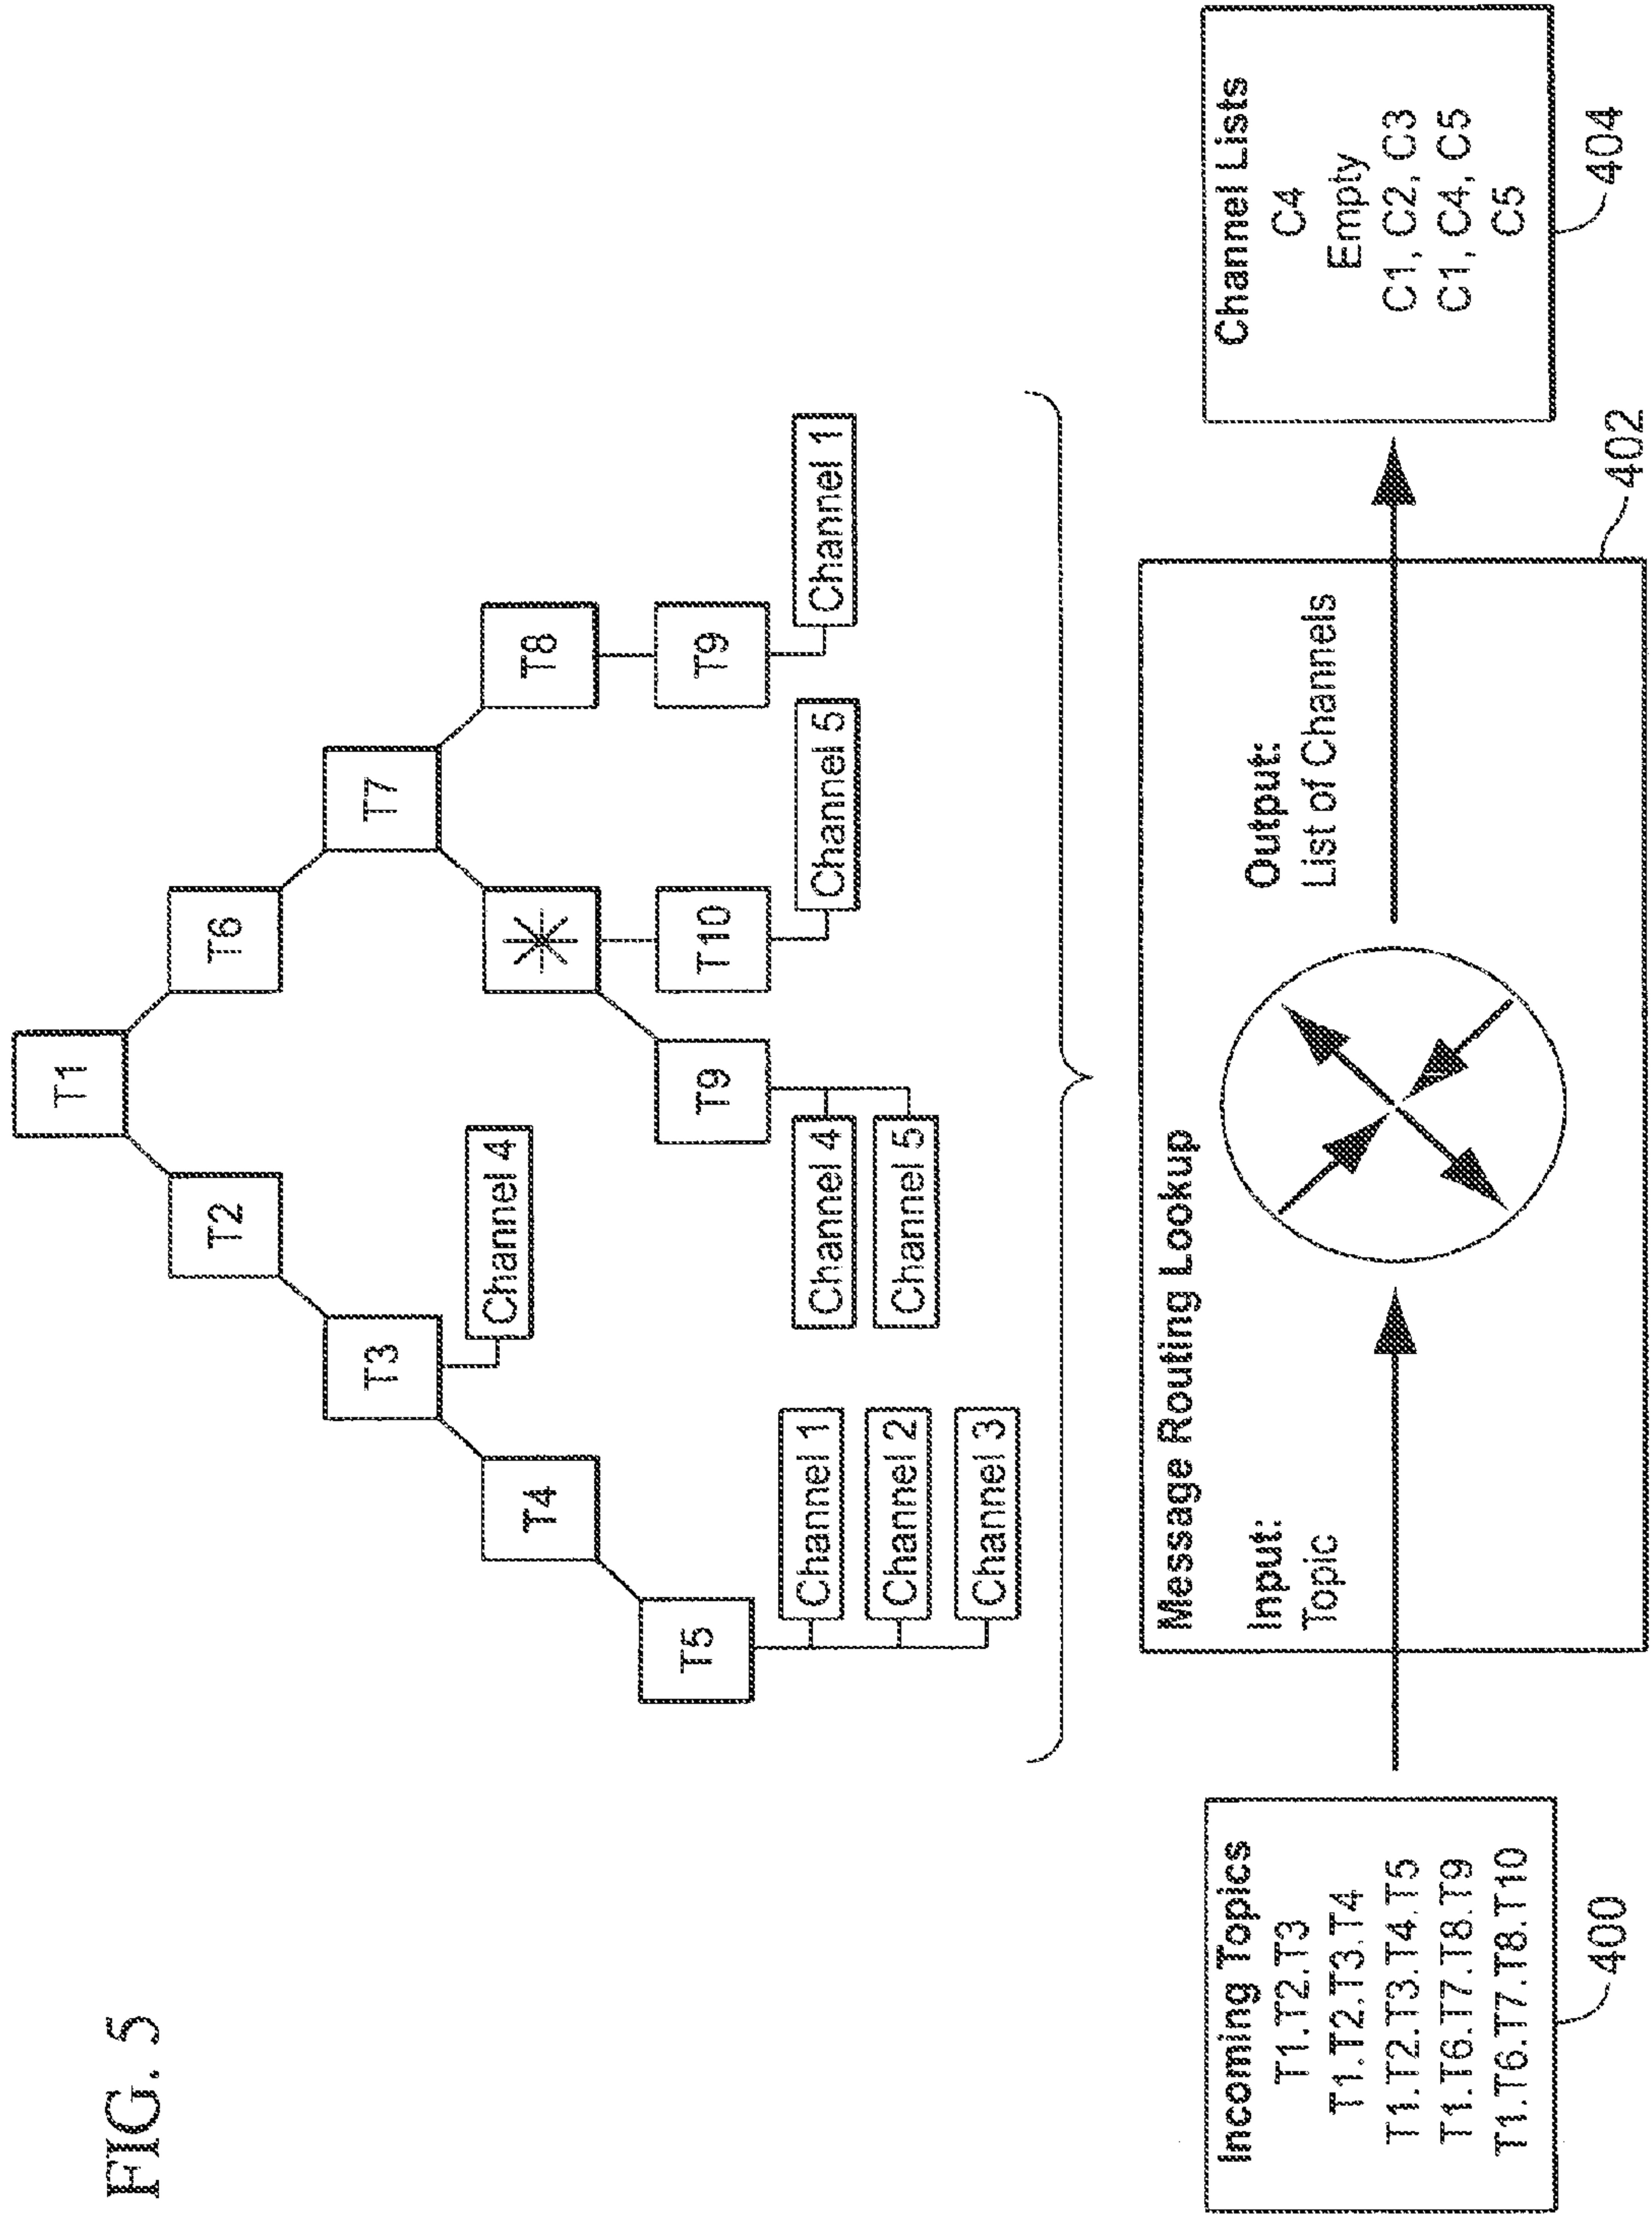 FIG. 5
T1
T2
T6
T3
T7
Channel 4
T4
*
T8
T5
T9
T10
T9
Channel 1
Channel 2
Channel 3
Channel 4
Channel 5
Channel 5
Channel 1
Incoming Topics
T1.T2.T3
T1.T2.T3.T4
T1.T2.T3.T4.T5
T1.T6.T7.T8.T9
T1.T6.T7.T8.T10
400
Message Routing Lookup
Input:
Topic
Output:
List of Channels
402
Channel Lists
C4
Empty
C1, C2, C3
C1, C4, C5
C5
404